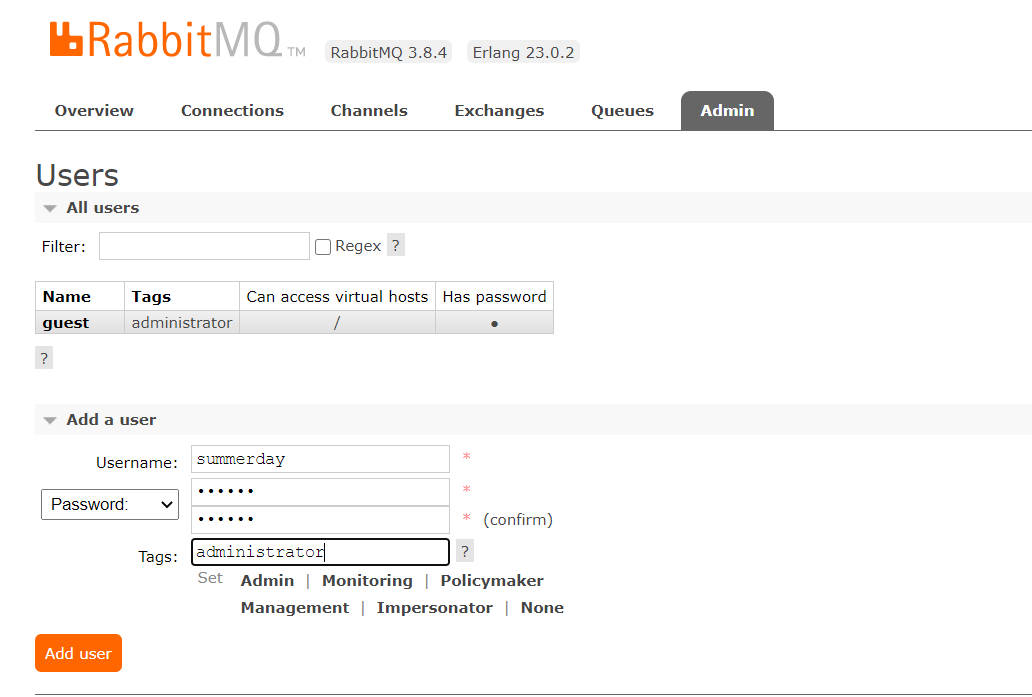 RabbitMQ TM RabbitMQ 3.8.4 Erlang 23.0.2
Overview Connections Channels Exchanges Queues Admin
Users
All users
Filter: Regex ?
Name Tags Can access virtual hosts Has password
guest administrator / ●
?
Add a user
Username: summerday *
Password: •••••• *
•••••• * (confirm)
Tags: administrator ?
Set Admin | Monitoring | Policymaker
Management | Impersonator | None
Add user